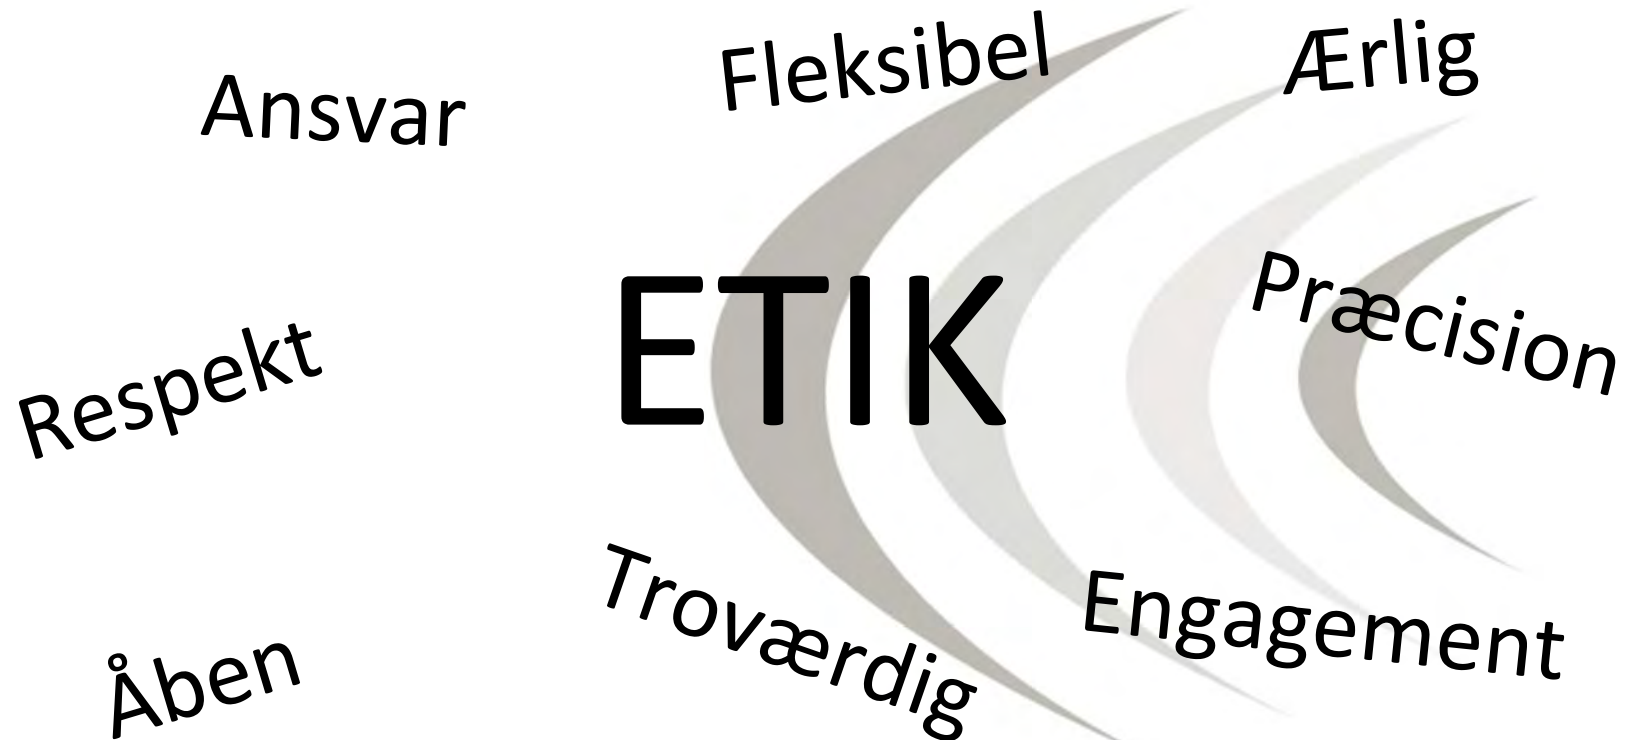 Ansvar
Fleksibel
Ærlig
Respekt
ETIK
Præcision
Åben
Troværdig
Engagement